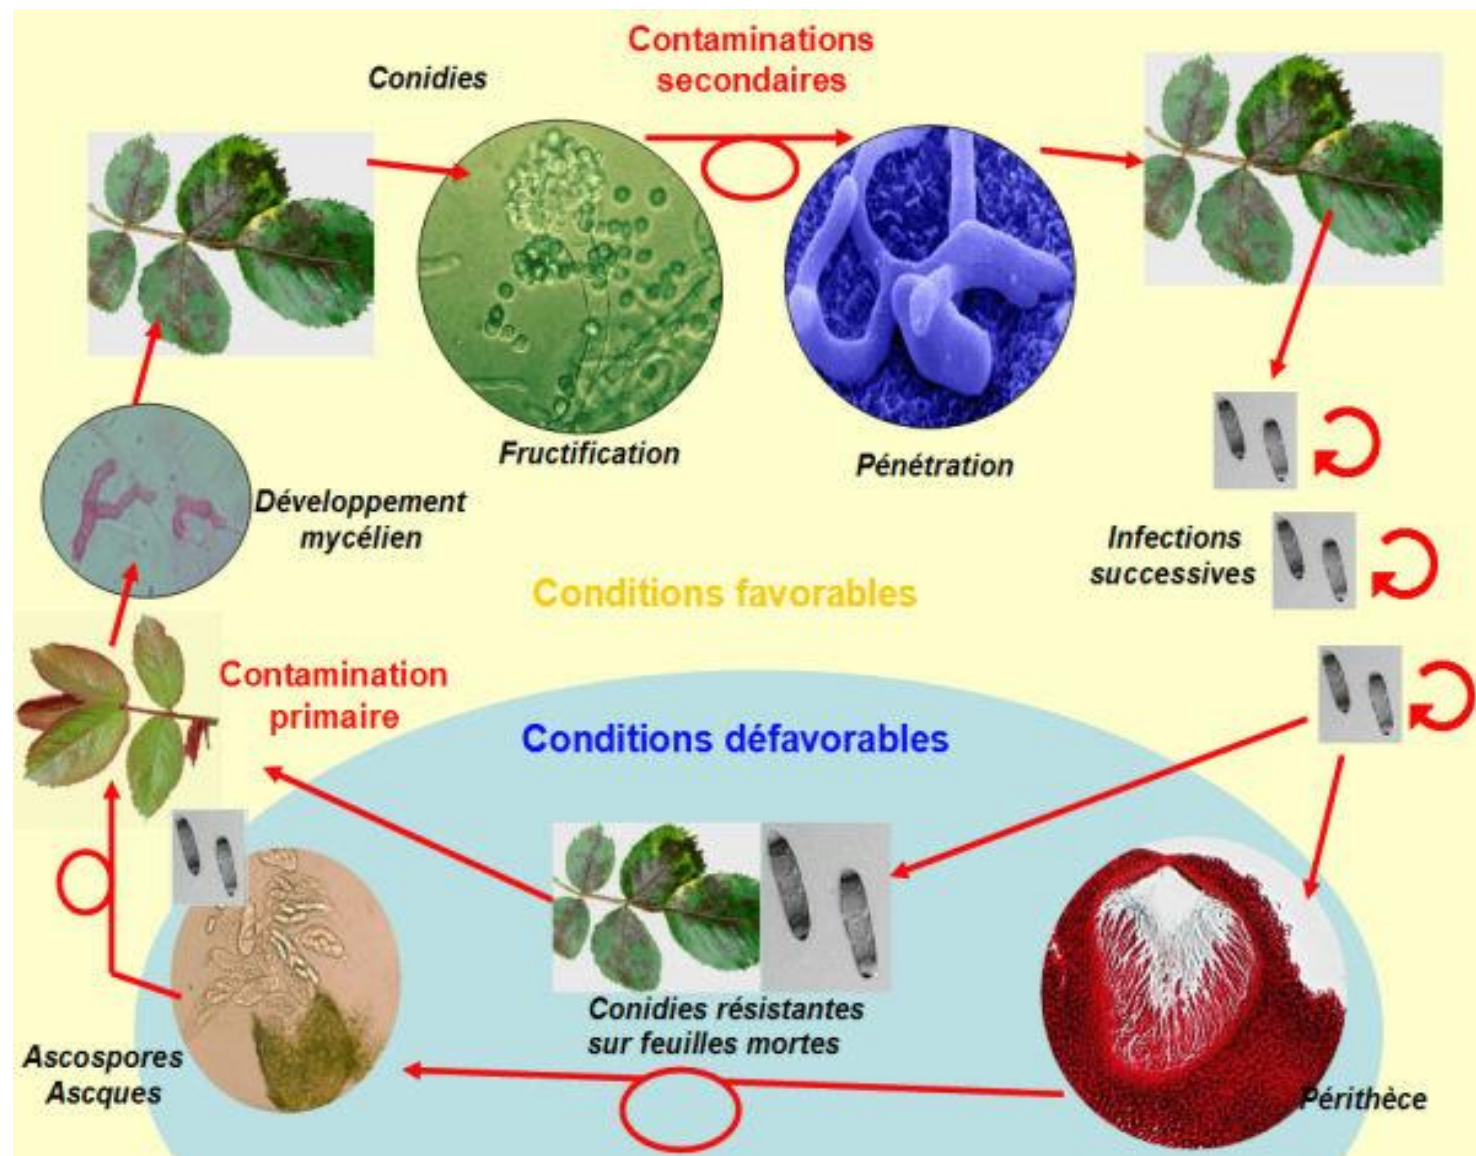 Contaminations
secondaires
Conidies
Fructification
Pénétration
Développement
mycélien
Infections
successives
Conditions favorables
Contamination
primaire
Conditions défavorables
Conidies résistantes
sur feuilles mortes
Ascospores
Ascques
Périthèce